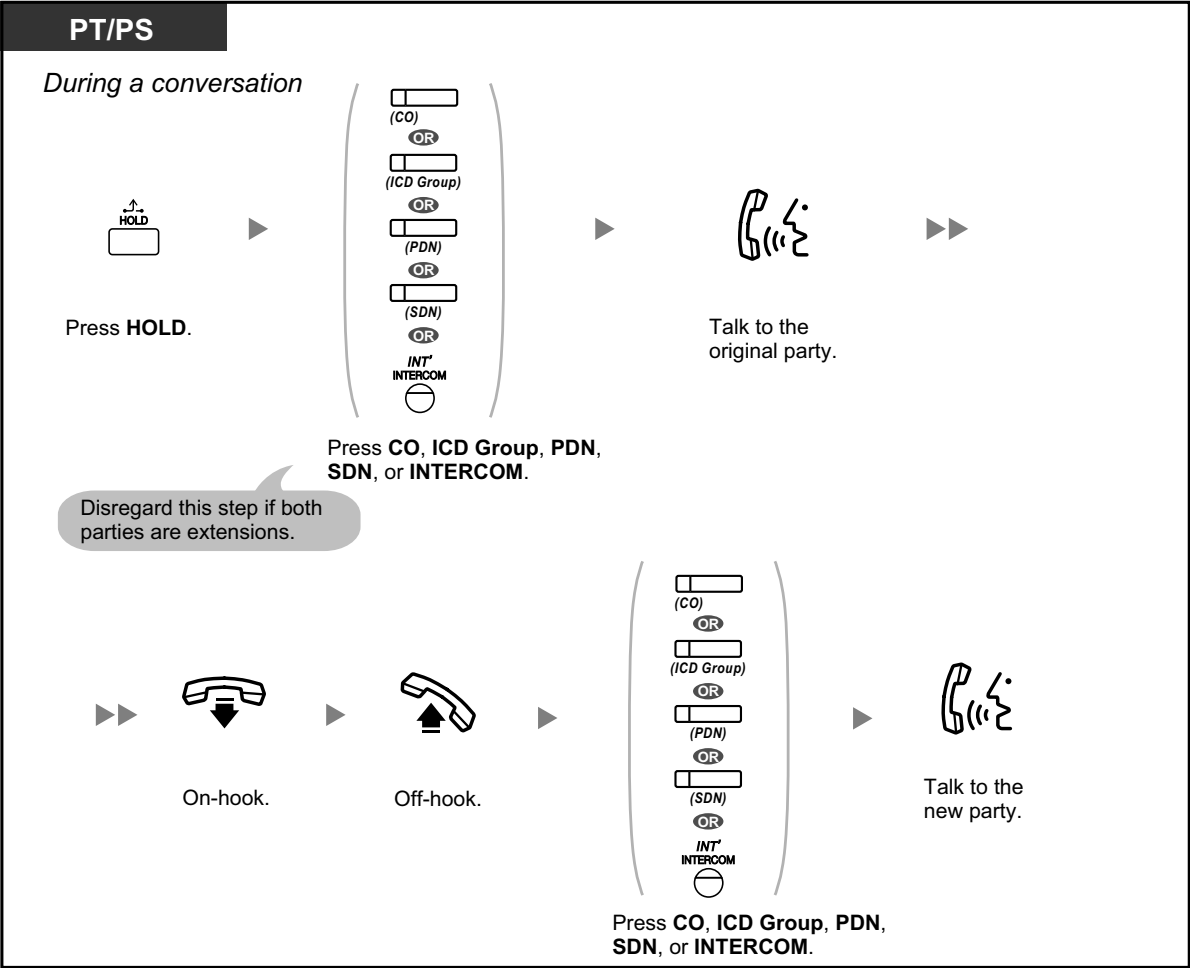 PT/PS
During a conversation
(CO)
OR
(ICD Group)
OR
(PDN)
OR
(SDN)
OR
INT'
INTERCOM
HOLD
Press HOLD.
Press CO, ICD Group, PDN,
SDN, or INTERCOM.
Talk to the
original party.
Disregard this step if both
parties are extensions.
On-hook.
Off-hook.
(CO)
OR
(ICD Group)
OR
(PDN)
OR
(SDN)
OR
INT'
INTERCOM
Press CO, ICD Group, PDN,
SDN, or INTERCOM.
Talk to the
new party.